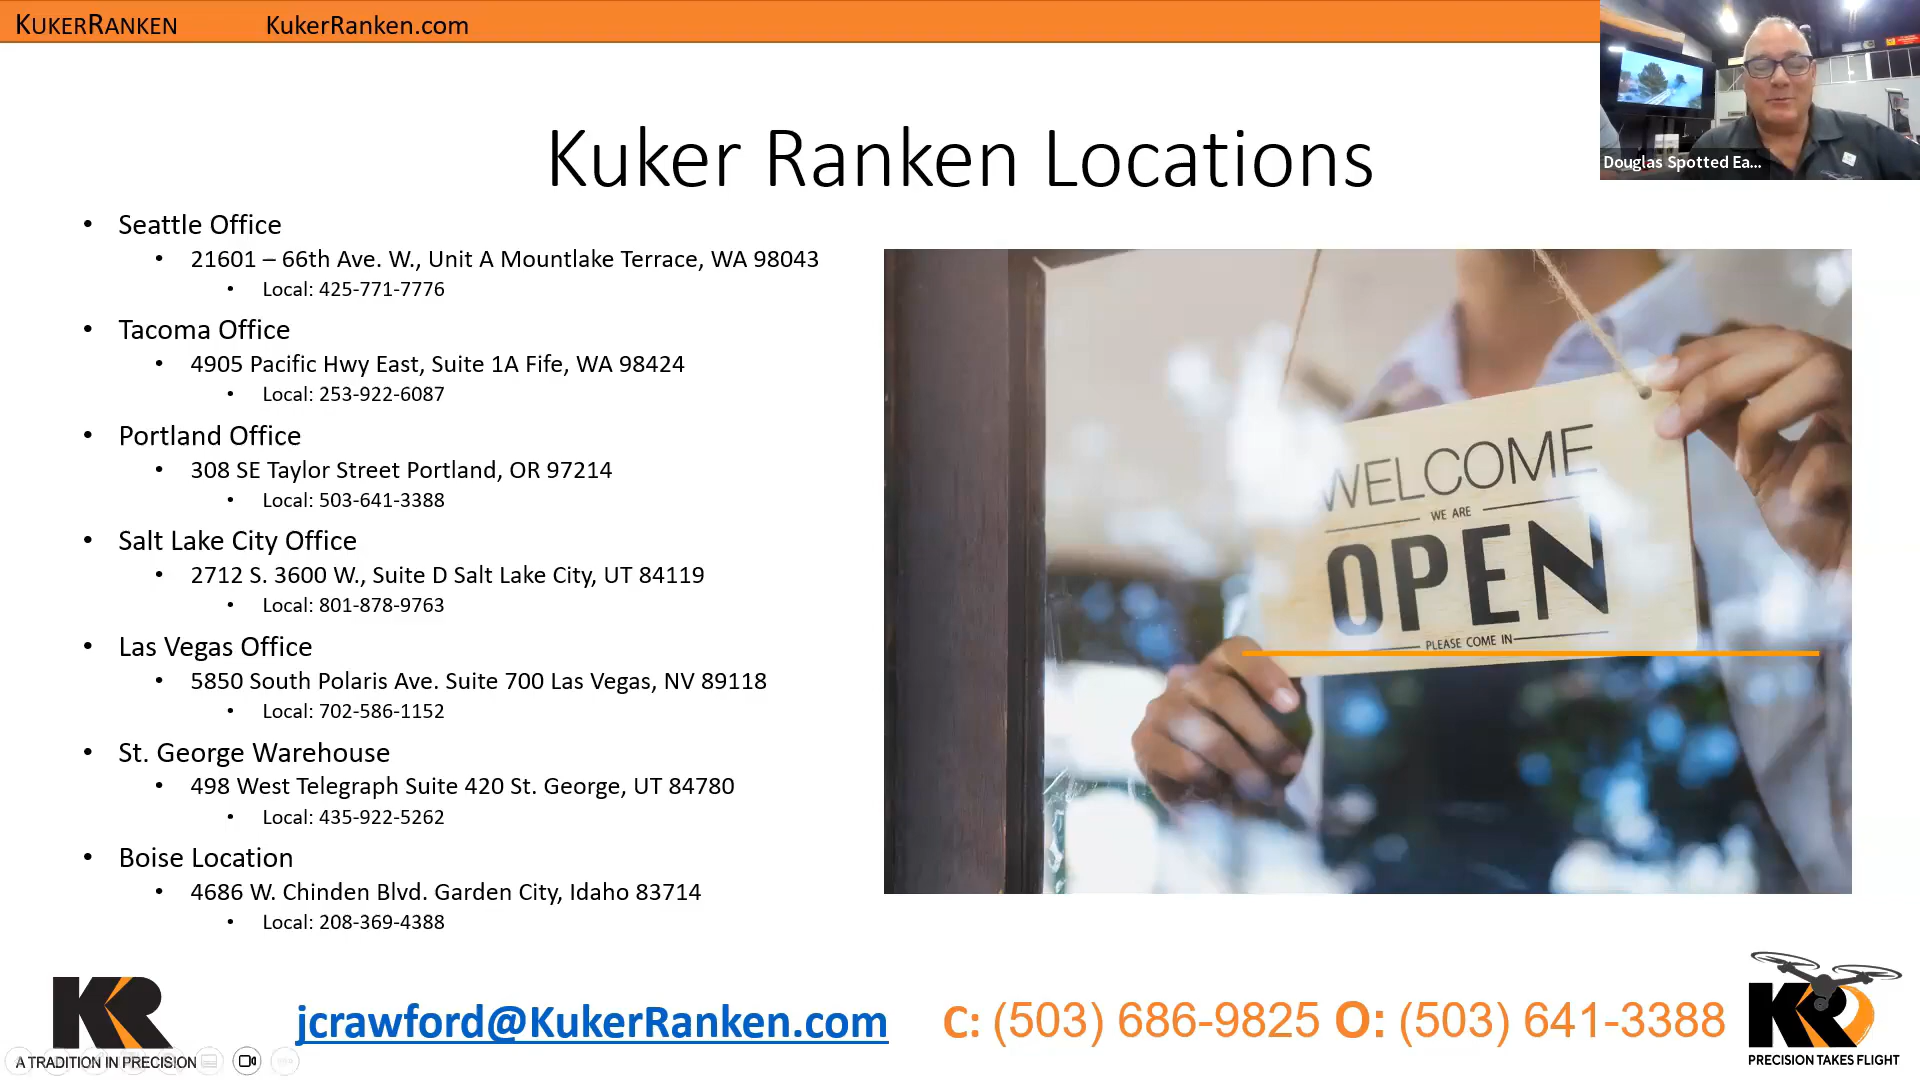 KUKERRANKEN
KukerRanken.com
Douglas Spotted Ea...
Kuker Ranken Locations
• Seattle Office
• 21601 – 66th Ave. W., Unit A Mountlake Terrace, WA 98043
• Local: 425-771-7776
• Tacoma Office
• 4905 Pacific Hwy East, Suite 1A Fife, WA 98424
• Local: 253-922-6087
• Portland Office
• 308 SE Taylor Street Portland, OR 97214
• Local: 503-641-3388
• Salt Lake City Office
• 2712 S. 3600 W., Suite D Salt Lake City, UT 84119
• Local: 801-878-9763
• Las Vegas Office
• 5850 South Polaris Ave. Suite 700 Las Vegas, NV 89118
• Local: 702-586-1152
• St. George Warehouse
• 498 West Telegraph Suite 420 St. George, UT 84780
• Local: 435-922-5262
• Boise Location
• 4686 W. Chinden Blvd. Garden City, Idaho 83714
• Local: 208-369-4388
WELCOME
WE ARE
OPEN
PLEASE COME IN
KR
A TRADITION IN PRECISION
jcrawford@KukerRanken.com
C: (503) 686-9825 O: (503) 641-3388
KR
PRECISION TAKES FLIGHT